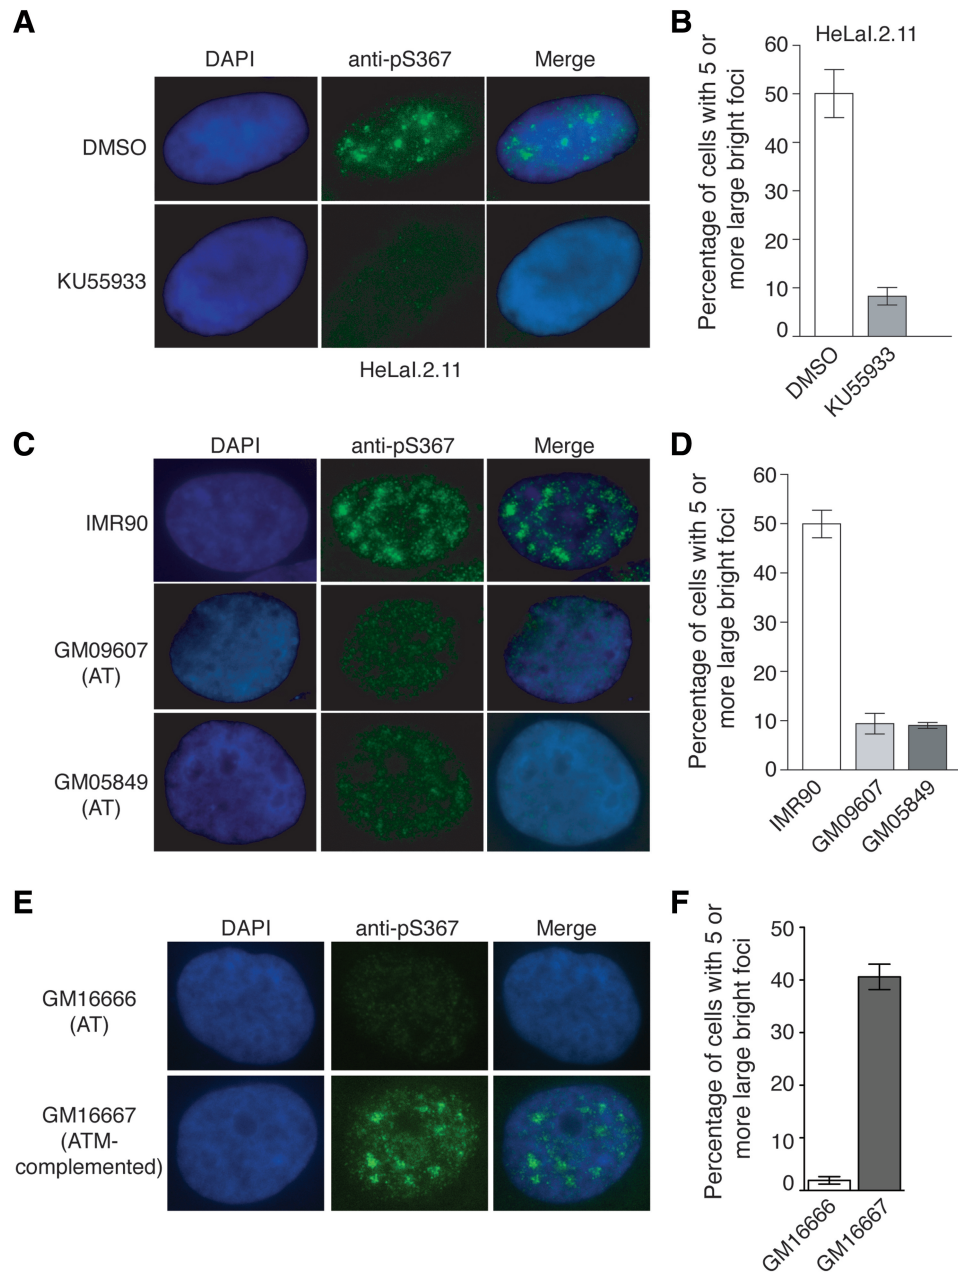 A
DAPI
anti-pS367
Merge
DMSO
KU55933
HeLaI.2.11
B
HeLaI.2.11
Percentage of cells with 5 or
more large bright foci
60
50
40
30
20
10
0
DMSO
KU55933
C
DAPI
anti-pS367
Merge
IMR90
GM09607
(AT)
GM05849
(AT)
D
Percentage of cells with 5 or
more large bright foci
60
50
40
30
20
10
0
IMR90
GM09607
GM05849
E
DAPI
anti-pS367
Merge
GM16666
(AT)
GM16667
(ATM-
complemented)
F
Percentage of cells with 5 or
more large bright foci
50
40
30
20
10
0
GM16666
GM16667